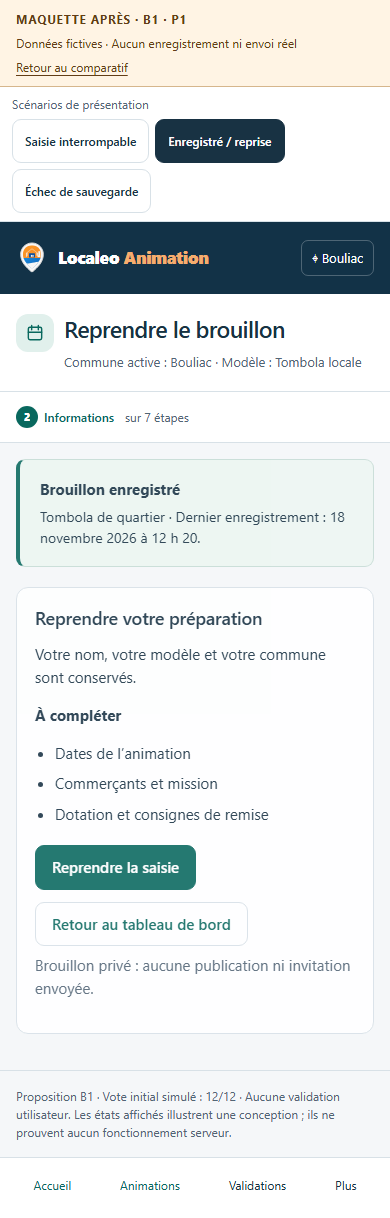 MAQUETTE APRÈS · B1 · P1
Données fictives · Aucun enregistrement ni envoi réel
Retour au comparatif
Scénarios de présentation
Saisie interrompable
Enregistré / reprise
Échec de sauvegarde
Localeo Animation
Bouliac
Reprendre le brouillon
Commune active : Bouliac · Modèle : Tombola locale
2 Informations sur 7 étapes
Brouillon enregistré
Tombola de quartier · Dernier enregistrement : 18
novembre 2026 à 12 h 20.
Reprendre votre préparation
Votre nom, votre modèle et votre commune
sont conservés.
À compléter
• Dates de l’animation
• Commerçants et mission
• Dotation et consignes de remise
Reprendre la saisie
Retour au tableau de bord
Brouillon privé : aucune publication ni invitation
envoyée.
Proposition B1 · Vote initial simulé : 12/12 · Aucune validation
utilisateur. Les états affichés illustrent une conception ; ils ne
prouvent aucun fonctionnement serveur.
Accueil
Animations
Validations
Plus